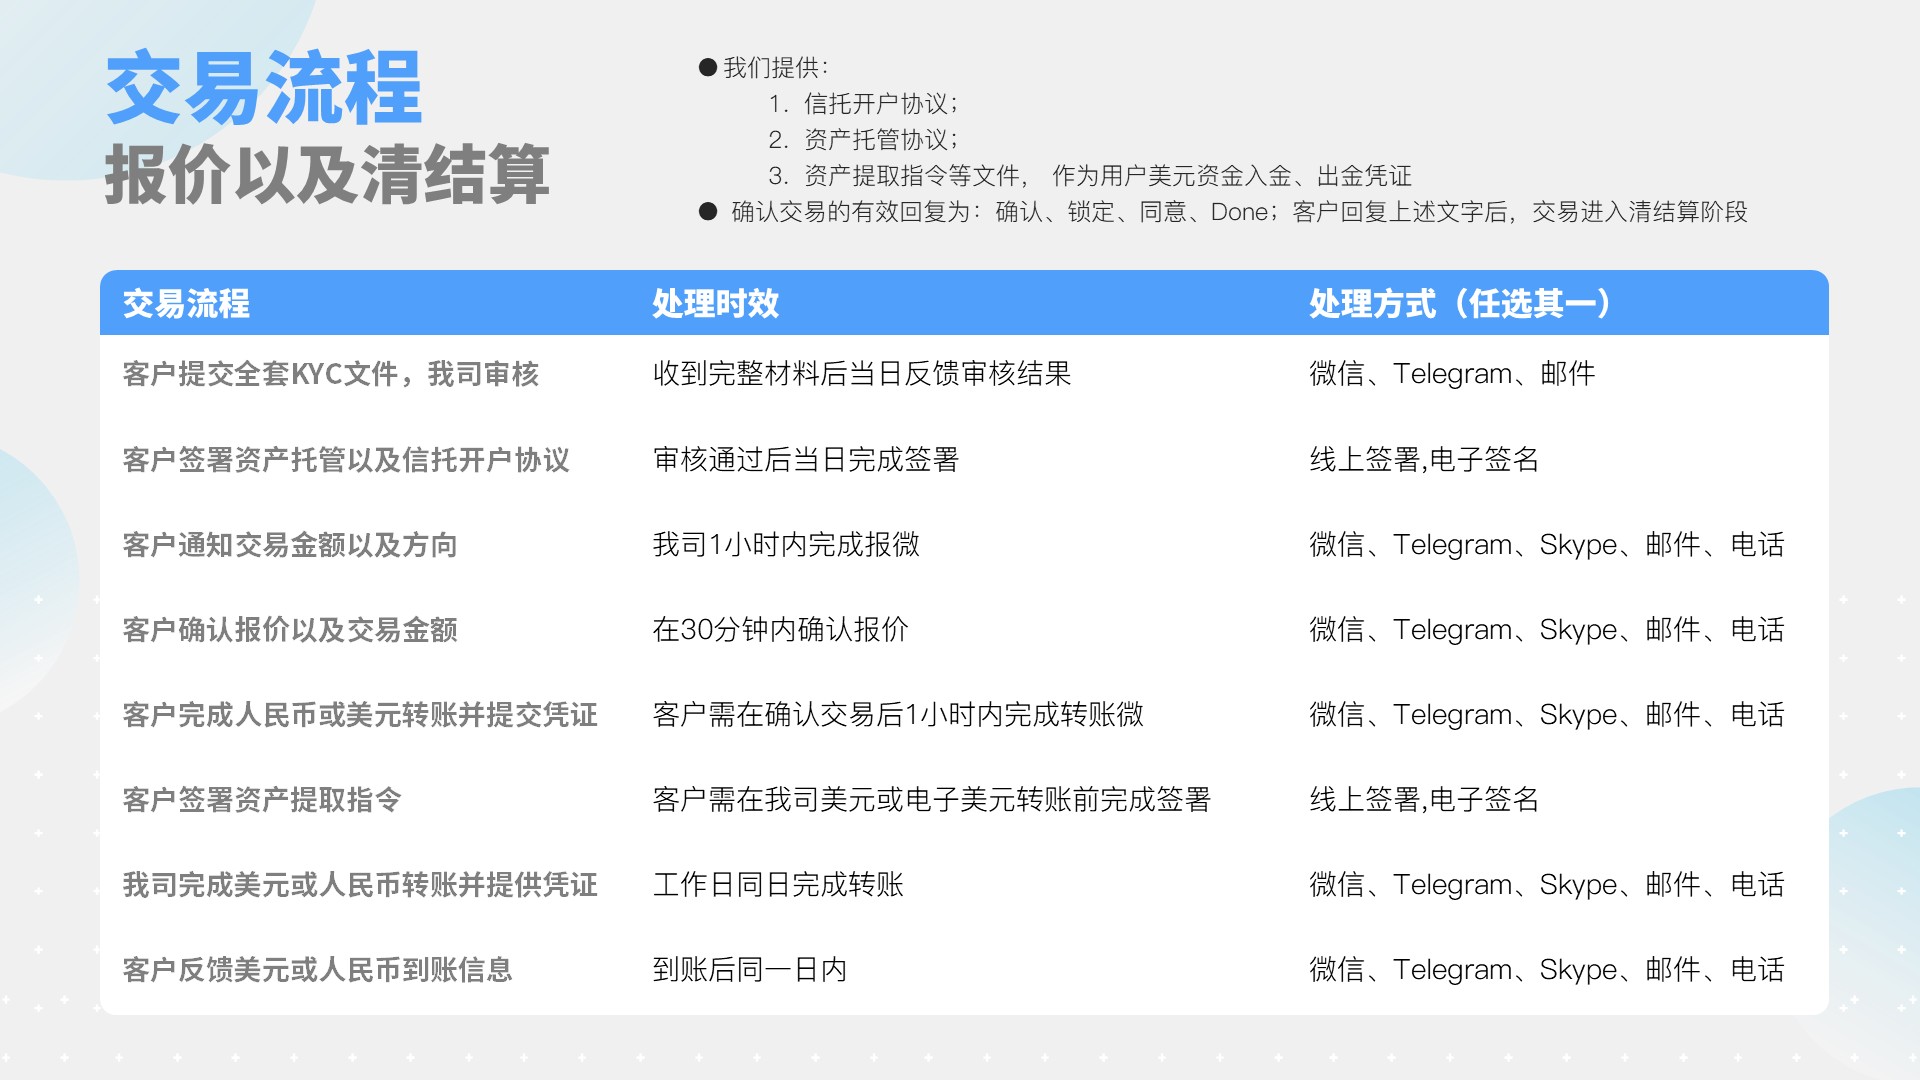 交易流程
报价以及清结算
●我们提供：
1. 信托开户协议；
2. 资产托管协议；
3. 资产提取指令等文件， 作为用户美元资金入金、出金凭证
● 确认交易的有效回复为：确认、锁定、同意、Done；客户回复上述文字后，交易进入清结算阶段
交易流程 处理时效 处理方式（任选其一）
客户提交全套KYC文件，我司审核 收到完整材料后当日反馈审核结果 微信、Telegram、邮件
客户签署资产托管以及信托开户协议 审核通过后当日完成签署 线上签署,电子签名
客户通知交易金额以及方向 我司1小时内完成报微 微信、Telegram、Skype、邮件、电话
客户确认报价以及交易金额 在30分钟内确认报价 微信、Telegram、Skype、邮件、电话
客户完成人民币或美元转账并提交凭证 客户需在确认交易后1小时内完成转账微 微信、Telegram、Skype、邮件、电话
客户签署资产提取指令 客户需在我司美元或电子美元转账前完成签署 线上签署,电子签名
我司完成美元或人民币转账并提供凭证 工作日同日完成转账 微信、Telegram、Skype、邮件、电话
客户反馈美元或人民币到账信息 到账后同一日内 微信、Telegram、Skype、邮件、电话